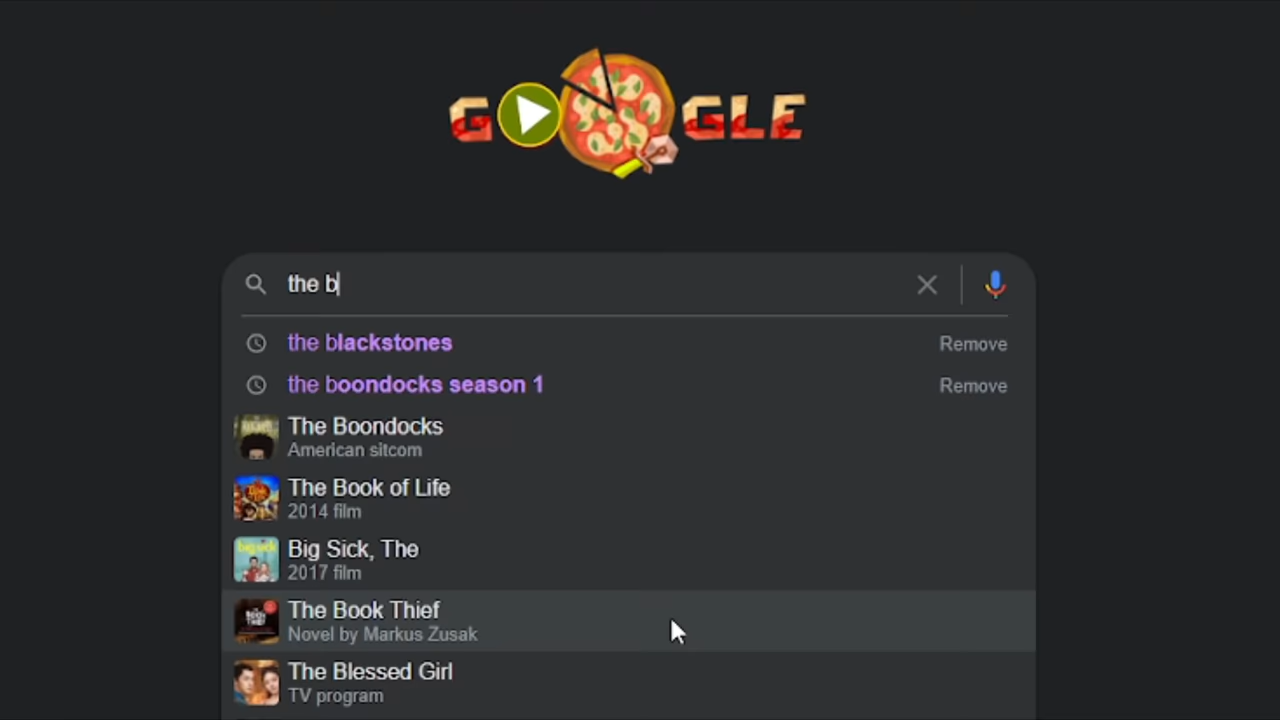 G GLE
the b
the blackstones Remove
the boondocks season 1 Remove
The Boondocks
American sitcom
The Book of Life
2014 film
Big Sick, The
2017 film
The Book Thief
Novel by Markus Zusak
The Blessed Girl
TV program